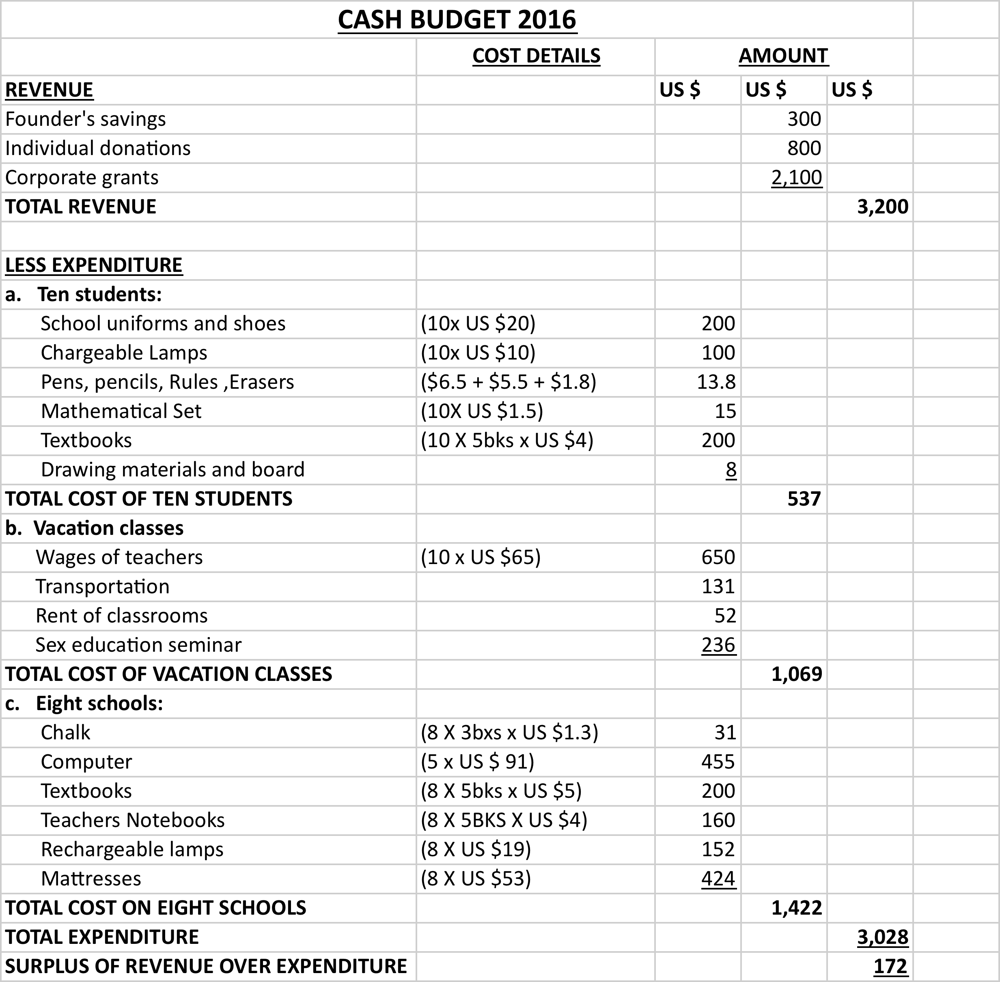 CASH BUDGET 2016
COST DETAILS AMOUNT
REVENUE US $ US $ US $
Founder's savings 300
Individual donations 800
Corporate grants 2,100
TOTAL REVENUE 3,200
LESS EXPENDITURE
a. Ten students:
School uniforms and shoes (10x US $20) 200
Chargeable Lamps (10x US $10) 100
Pens, pencils, Rules ,Erasers ($6.5 + $5.5 + $1.8) 13.8
Mathematical Set (10X US $1.5) 15
Textbooks (10 X 5bks x US $4) 200
Drawing materials and board 8
TOTAL COST OF TEN STUDENTS 537
b. Vacation classes
Wages of teachers (10 x US $65) 650
Transportation 131
Rent of classrooms 52
Sex education seminar 236
TOTAL COST OF VACATION CLASSES 1,069
c. Eight schools:
Chalk (8 X 3bxs x US $1.3) 31
Computer (5 x US $ 91) 455
Textbooks (8 X 5bks x US $5) 200
Teachers Notebooks (8 X 5BKS X US $4) 160
Rechargeable lamps (8 X US $19) 152
Mattresses (8 X US $53) 424
TOTAL COST ON EIGHT SCHOOLS 1,422
TOTAL EXPENDITURE 3,028
SURPLUS OF REVENUE OVER EXPENDITURE 172